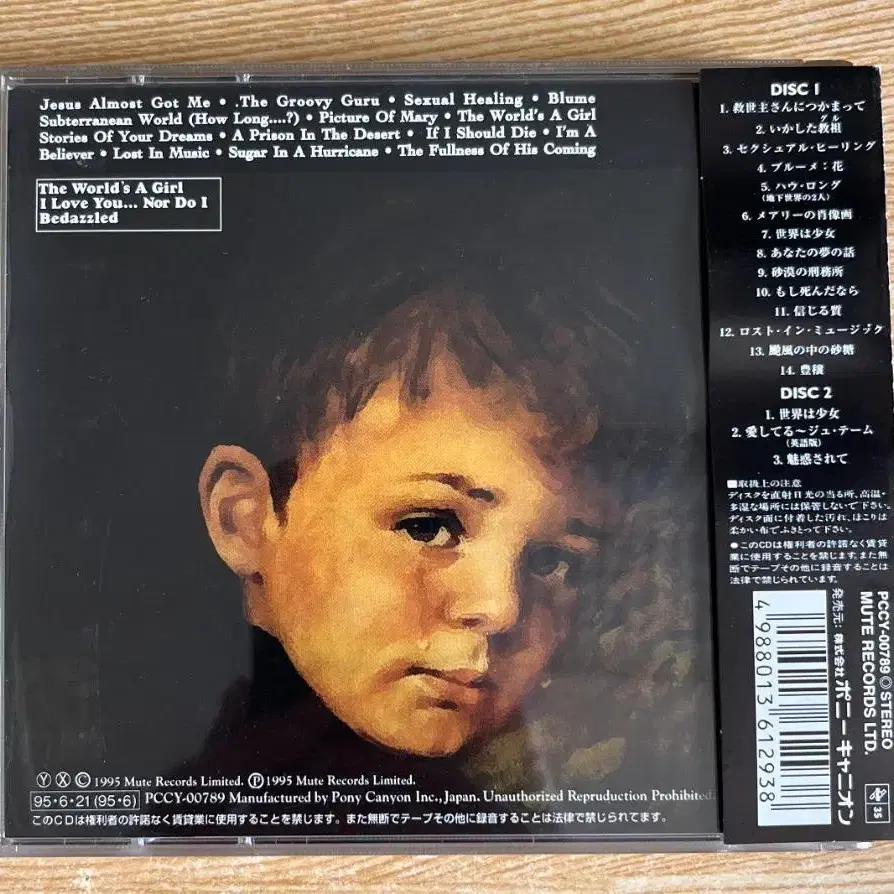 Jesus Almost Got Me • .The Groovy Guru • Sexual Healing • Blume
Subterranean World (How Long....?) • Picture Of Mary • The World's A Girl
Stories Of Your Dreams • A Prison In The Desert • If I Should Die • I'm A
Believer • Lost In Music • Sugar In A Hurricane • The Fullness Of His Coming
The World's A Girl
I Love You... Nor Do I
Bedazzled
Ⓨ Ⓧ Ⓒ 1995 Mute Records Limited. Ⓟ1995 Mute Records Limited.
95・6・21 (95・6) PCCY-00789 Manufactured by Pony Canyon Inc., Japan. Unauthorized Repruduction Prohibited.
このCDは権利者の許諾なく賃貸業に使用することを禁じます。また無断でテープその他に録音することは法律で禁じられています。
DISC 1
1. 救世主さんにつかまって
グル
2. いかした教祖
3. セクシュアル・ヒーリング
4. ブルーメ:花
5. ハウ・ロング
(地下世界の2人)
6. メアリーの肖像画
7. 世界は少女
8. あなたの夢の話
9. 砂漠の刑務所
10. もし死んだなら
11. 信じる質
12. ロスト・イン・ミュージック
13. 颱風の中の砂糖
14. 豊穣
DISC 2
1. 世界は少女
2. 愛してる〜ジュ・テーム
(英語版)
3. 魅惑されて
■取扱上の注意
ディスクを直射日光の当る所、高温・
多湿な場所には保管しないで下さい。
ディスク面に付着した汚れ、ほこりは
柔かい布でふきとって下さい。
●このCDは権利者の許諾なく賃貸
業に使用することを禁じます。また無
断でテープその他に録音することは
法律で禁じられています。
PCCY-00789 ◎ STEREO
MUTE RECORDS LTD.
発売元:株式会社ポニーキャニオン
4 988013 612938
35